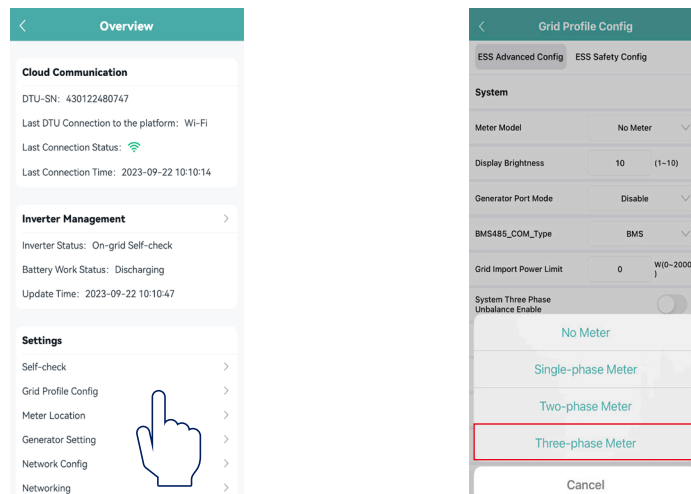 Overview
Cloud Communication
DTU-SN: 430122480747
Last DTU Connection to the platform: Wi-Fi
Last Connection Status:
Last Connection Time: 2023-09-22 10:10:14
Inverter Management
Inverter Status: On-grid Self-check
Battery Work Status: Discharging
Update Time: 2023-09-22 10:10:47
Settings
Self-check
Grid Profile Config
Meter Location
Generator Setting
Network Config
Networking
Grid Profile Config
ESS Advanced Config ESS Safety Config
System
Meter Model No Meter
Display Brightness 10 (1~10)
Generator Port Mode Disable
BMS485_COM_Type BMS
Grid Import Power Limit 0 W(0~2000
)
System Three Phase
Unbalance Enable
No Meter
Single-phase Meter
Two-phase Meter
Three-phase Meter
Cancel